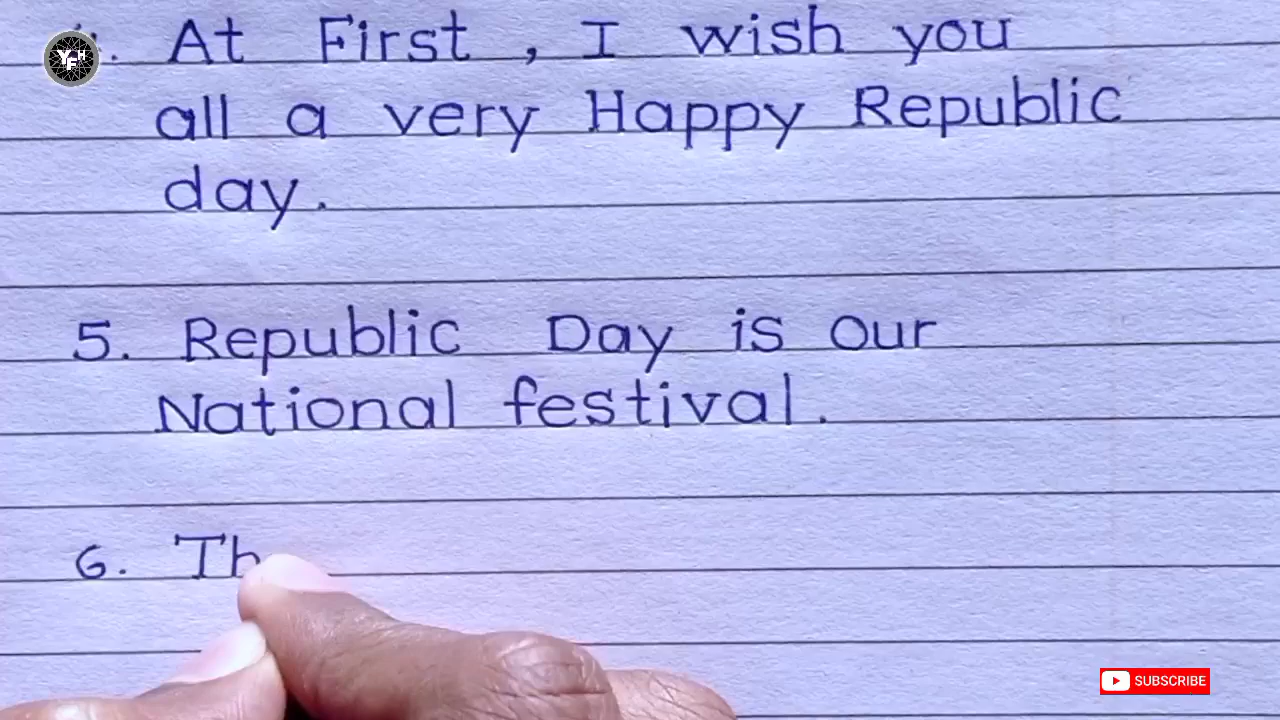 4. At First , I wish you
all a very Happy Republic
day.
5. Republic Day is Our
National festival.
6. Th
SUBSCRIBE